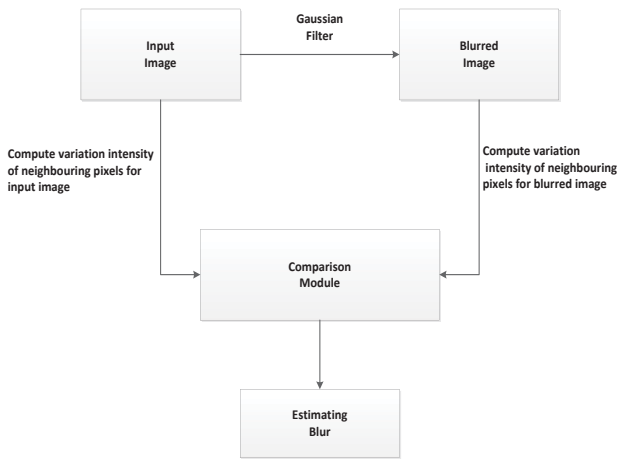 Gaussian
Filter
Input
Image
Blurred
Image
Compute variation intensity
of neighbouring pixels for
input image
Compute variation
intensity of neighbouring
pixels for blurred image
Comparison
Module
Estimating
Blur